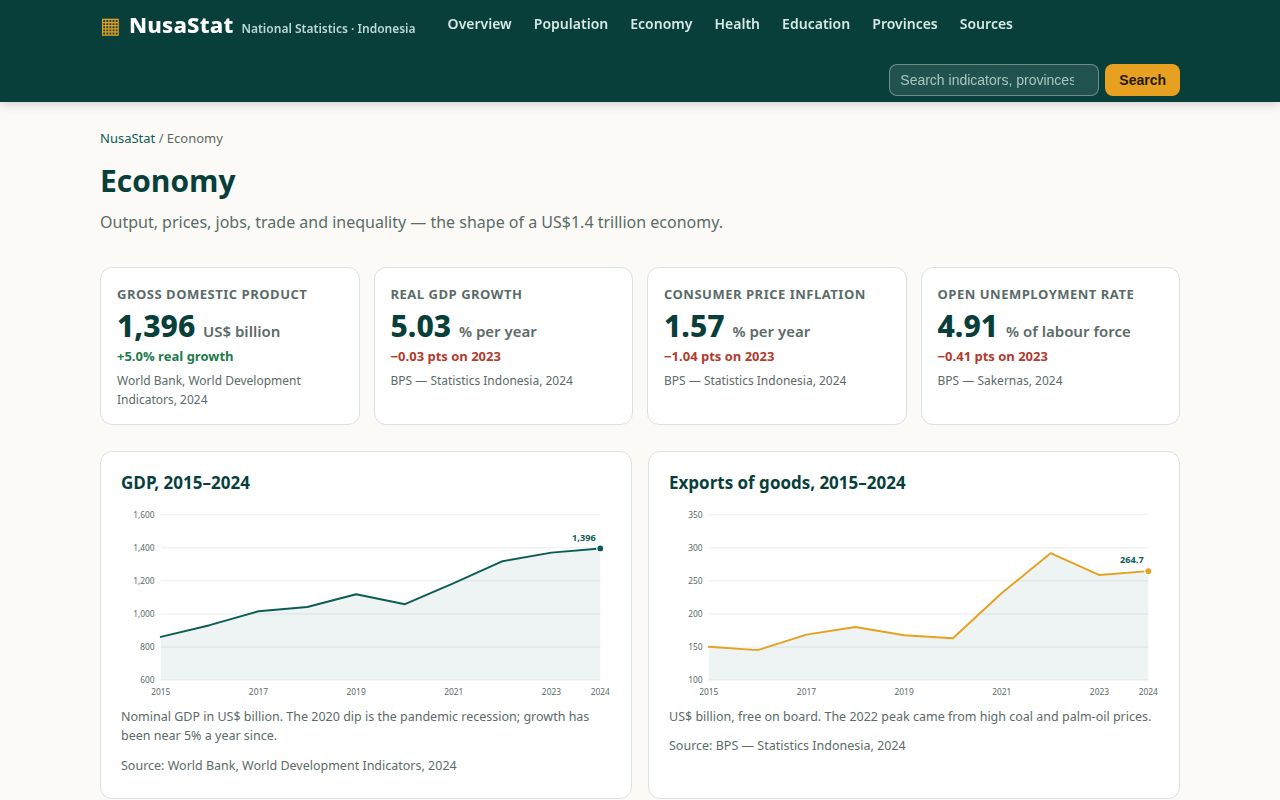 ▦ NusaStat National Statistics · Indonesia
Overview Population Economy Health Education Provinces Sources
Search indicators, provinces
Search
NusaStat / Economy
Economy
Output, prices, jobs, trade and inequality — the shape of a US$1.4 trillion economy.
GROSS DOMESTIC PRODUCT
1,396 US$ billion
+5.0% real growth
World Bank, World Development
Indicators, 2024
REAL GDP GROWTH
5.03 % per year
−0.03 pts on 2023
BPS — Statistics Indonesia, 2024
CONSUMER PRICE INFLATION
1.57 % per year
−1.04 pts on 2023
BPS — Statistics Indonesia, 2024
OPEN UNEMPLOYMENT RATE
4.91 % of labour force
−0.41 pts on 2023
BPS — Sakernas, 2024
GDP, 2015–2024
1,600
1,400
1,200
1,000
800
600
1,396
2015 2017 2019 2021 2023 2024
Nominal GDP in US$ billion. The 2020 dip is the pandemic recession; growth has
been near 5% a year since.
Source: World Bank, World Development Indicators, 2024
Exports of goods, 2015–2024
350
300
250
200
150
100
264.7
2015 2017 2019 2021 2023 2024
US$ billion, free on board. The 2022 peak came from high coal and palm-oil prices.
Source: BPS — Statistics Indonesia, 2024